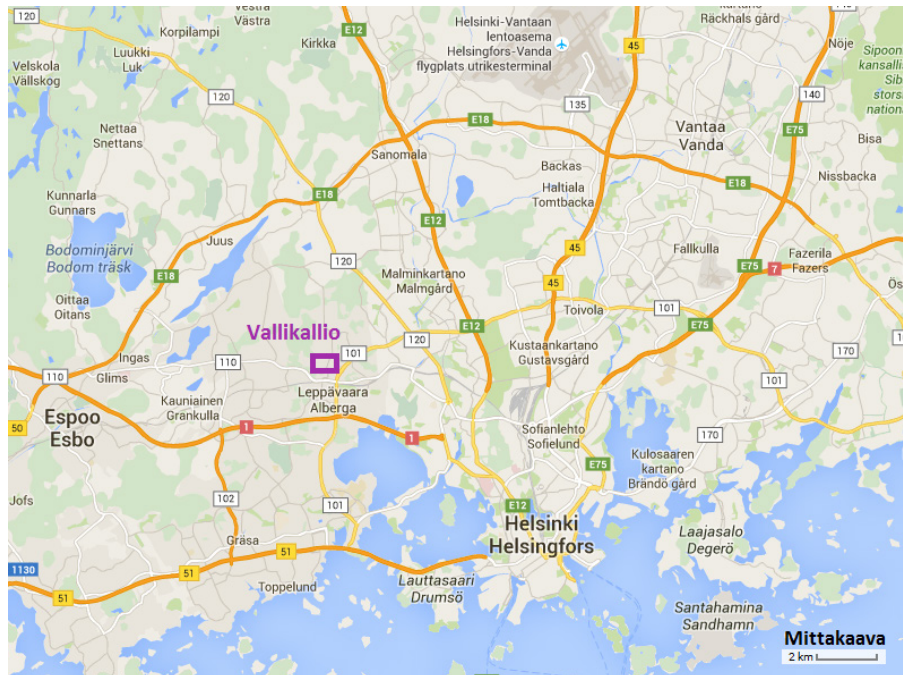 120
Korpilampi
Västra
E12
Helsinki-Vantaan
lentoasema
Helsingfors-Vanda
flygplats utrikesterminal
45
Räckhals gård
Nöje
Kirkka
Luukki
Luk
Velskola
Vällskog
120
135
140
Sipoon
kansallis
Sib
storsk
nation
Nettaa
Snettans
E12
E18
Vantaa
Vanda
E75
Bisa
Sanomala
Backas
Haltiala
Tomtbacka
E18
Nissbacka
Kunnarla
Gunnars
E18
E12
Juus
45
Fallkulla
Bodominjärvi
Bodom träsk
E18
120
Malminkartano
Malmgård
45
E75
7
Fazerila
Fazers
Oittaa
Oitans
Toivola
101
Ös
Vallikallio
E12
E75
120
Kustaankartano
Gustavsgård
Ingas
Glims
110
101
170
110
Kauniainen
Grankulla
Leppävaara
Alberga
101
Espoo
Esbo
50
1
1
Sofianlehto
Sofielund
170
E75
Kulosaaren
kartano
Brändö gård
Jofs
102
101
E12
Helsinki
Helsingfors
Laajasalo
Degerö
Gräsa
51
1130
51
51
Toppelund
Lauttasaari
Drumsö
Santahamina
Sandhamn
Mittakaava
2 km